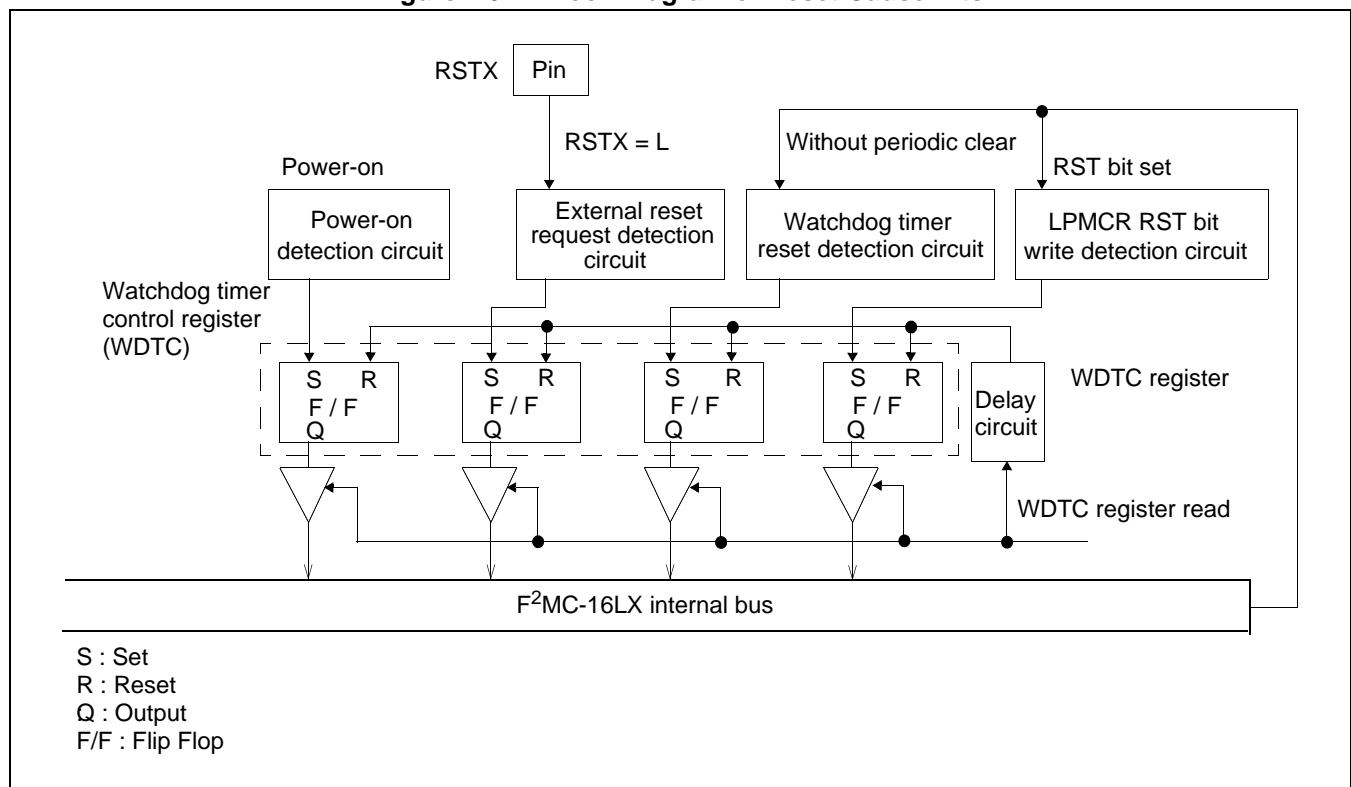 RSTX
Pin
RSTX = L
Without periodic clear
RST bit set
Power-on
Power-on
detection circuit
External reset
request detection
circuit
Watchdog timer
reset detection circuit
LPMCR RST bit
write detection circuit
Watchdog timer
control register
(WDTC)
S R
F / F
Q
S R
F / F
Q
S R
F / F
Q
S R
F / F
Q
Delay
circuit
WDTC register
WDTC register read
F²MC-16LX internal bus
S : Set
R : Reset
Q : Output
F/F : Flip Flop